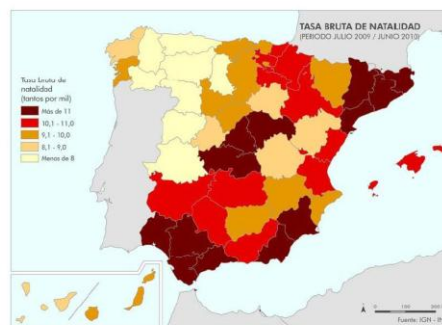 TASA BRUTA DE NATALIDAD
(PERIODO JULIO 2009 / JUNIO 2010)
Tasa bruta de
natalidad
(tantos por mil)
Más de 11
10,1 - 11,0
9,1 - 10,0
8,1 - 9,0
Menos de 8
Fuente: IGN -